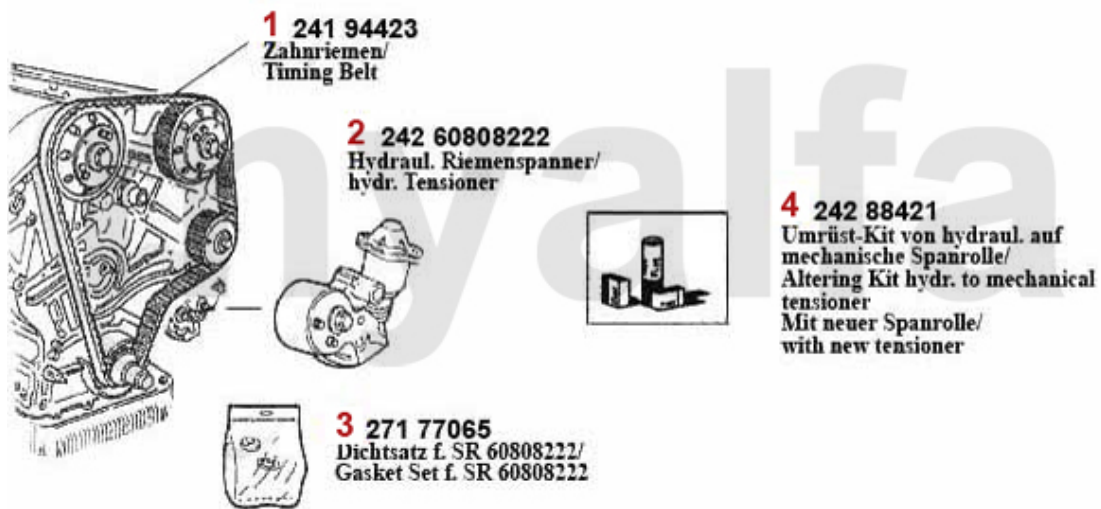 1 241 94423
Zahnriemen/
Timing Belt
2 242 60808222
Hydraul. Riemenspanner/
hydr. Tensioner
3 271 77065
Dichtsatz f. SR 60808222/
Gasket Set f. SR 60808222
4 242 88421
Umrüst-Kit von hydraul. auf
mechanische Spanrolle/
Altering Kit hydr. to mechanical
tensioner
Mit neuer Spanrolle/
with new tensioner
myalfa